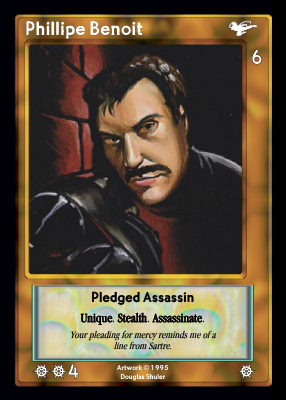 Phillipe Benoit
6
Pledged Assassin
Unique. Stealth. Assassinate.
Your pleading for mercy reminds me of a
line from Sartre.
4
Artwork © 1995
Douglas Shuler